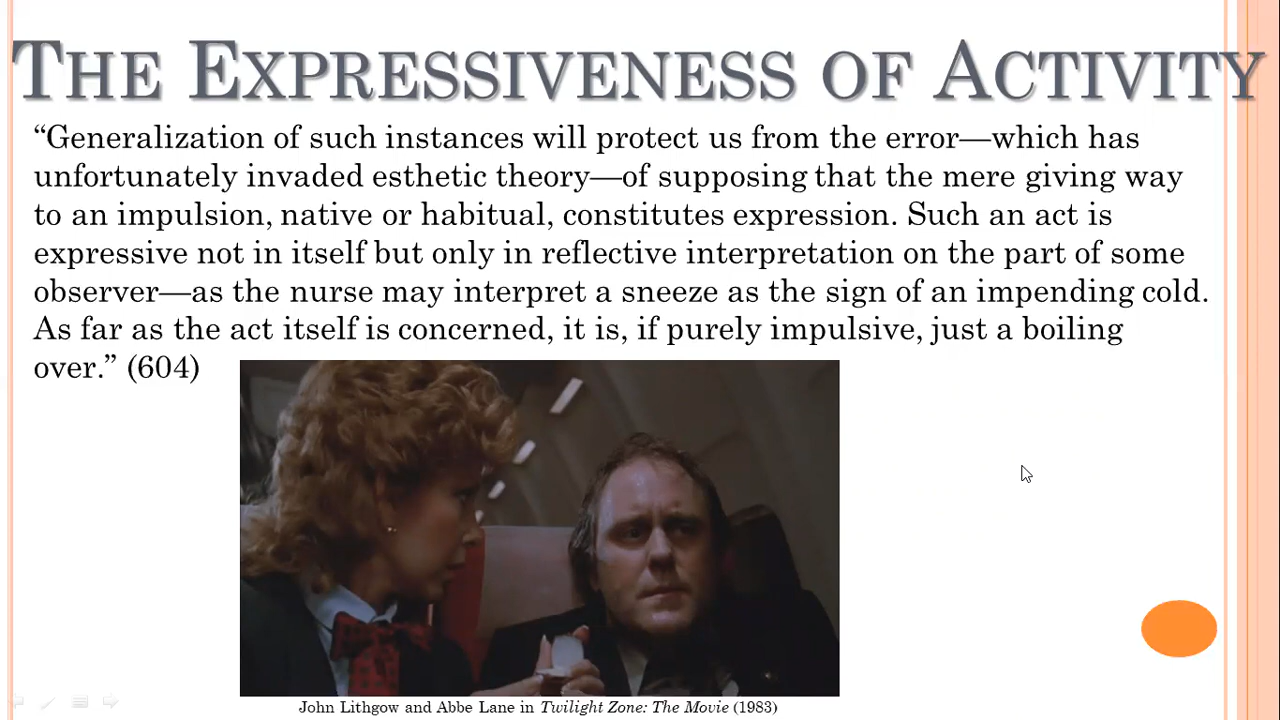 THE EXPRESSIVENESS OF ACTIVITY
“Generalization of such instances will protect us from the error—which has
unfortunately invaded esthetic theory—of supposing that the mere giving way
to an impulsion, native or habitual, constitutes expression. Such an act is
expressive not in itself but only in reflective interpretation on the part of some
observer—as the nurse may interpret a sneeze as the sign of an impending cold.
As far as the act itself is concerned, it is, if purely impulsive, just a boiling
over.” (604)
John Lithgow and Abbe Lane in Twilight Zone: The Movie (1983)